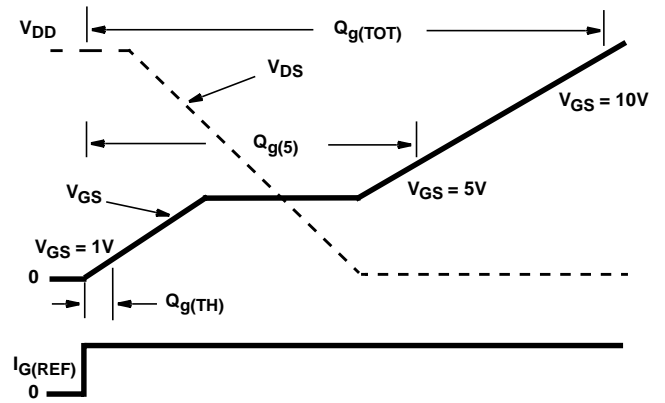 V_DD
Q_g(TOT)
V_DS
V_GS = 10V
Q_g(5)
V_GS
V_GS = 5V
V_GS = 1V
0
Q_g(TH)
I_G(REF)
0